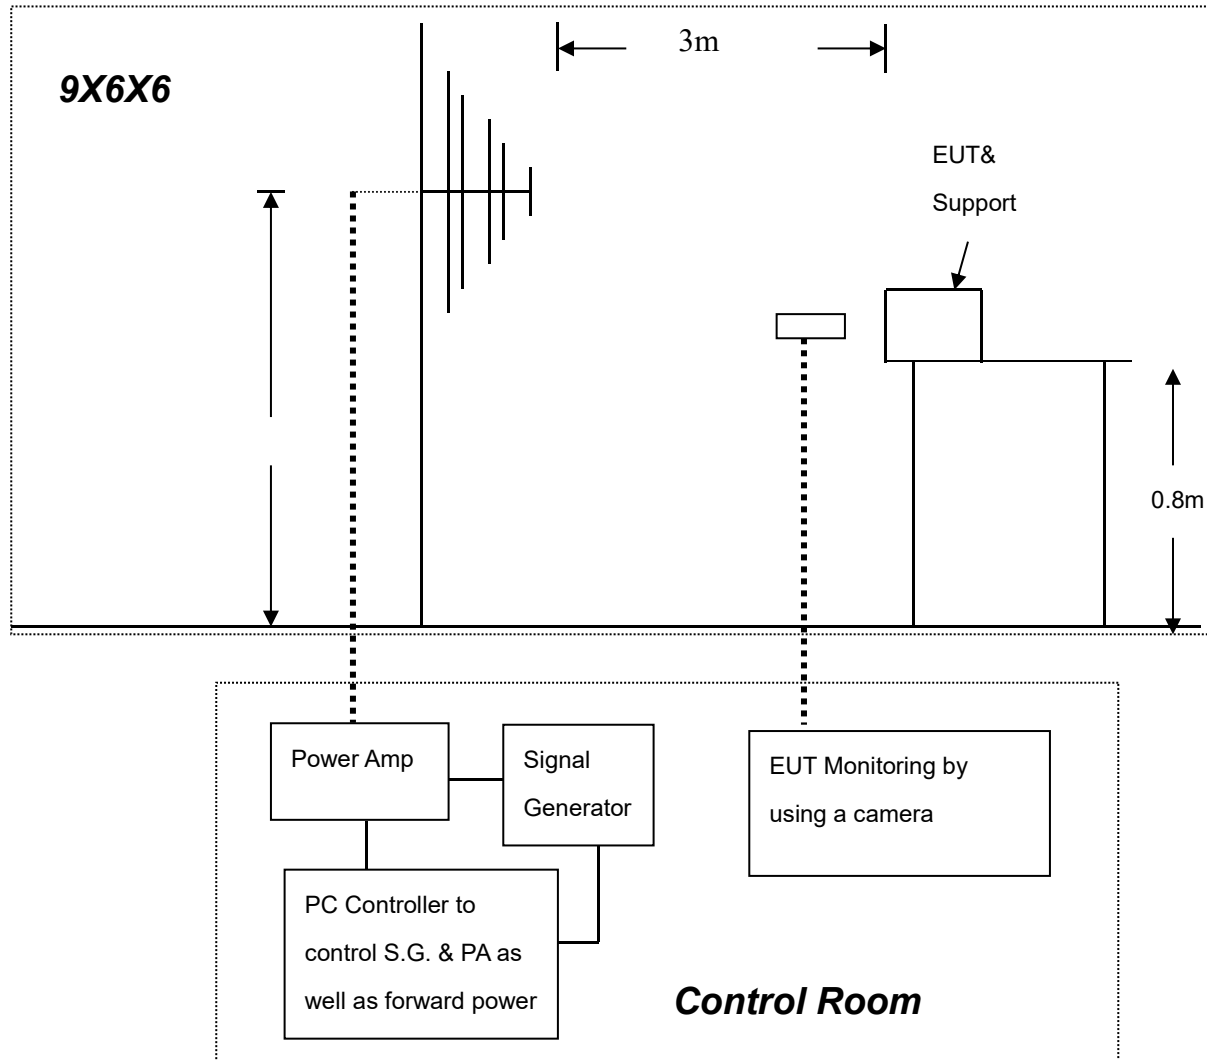 3m
9X6X6
EUT&
Support
0.8m
Power Amp
Signal
Generator
EUT Monitoring by
using a camera
PC Controller to
control S.G. & PA as
well as forward power
Control Room